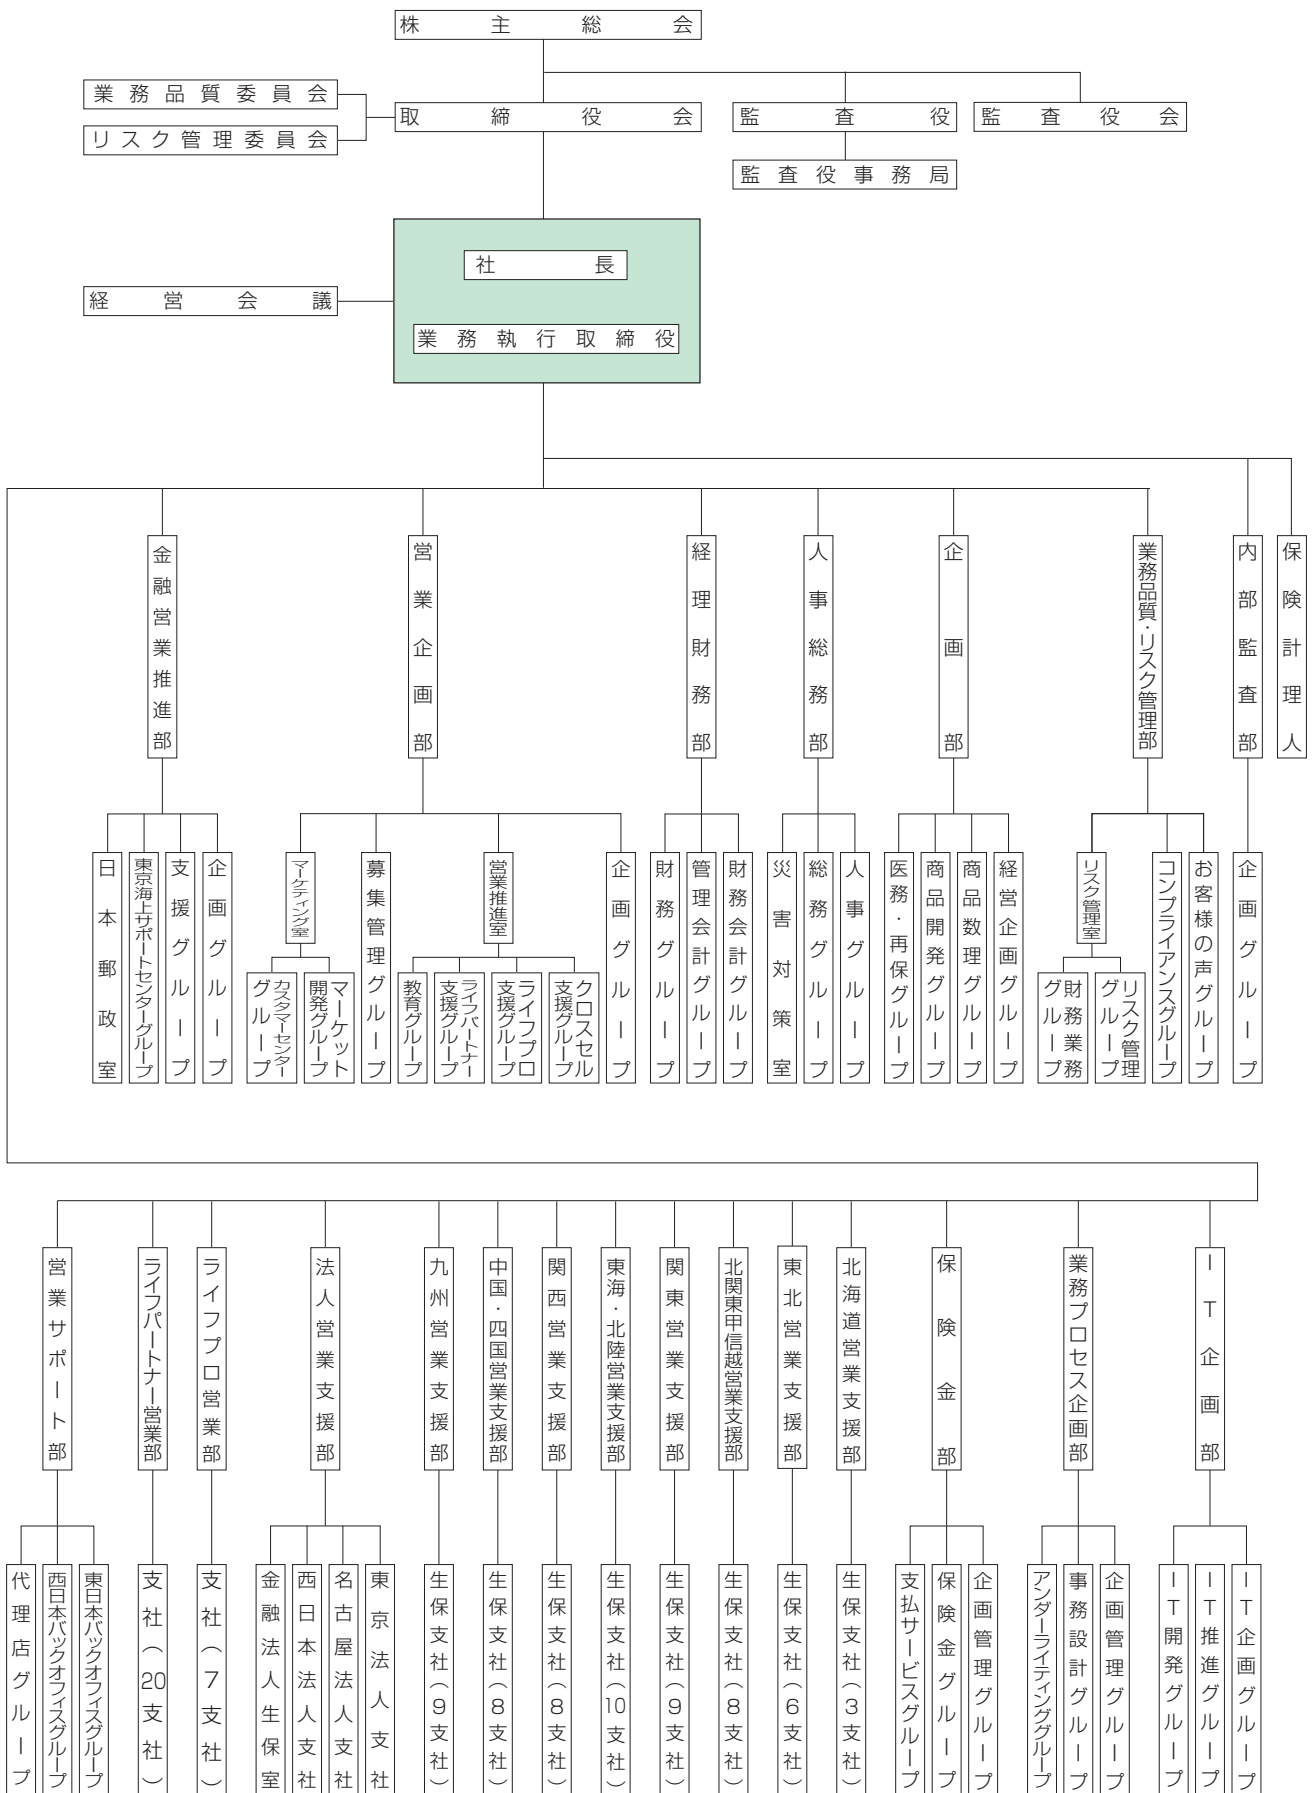 株主総会
業務品質委員会
リスク管理委員会
取締役会
監査役
監査役会
監査役事務局
社長
経営会議
業務執行取締役
保険計理人
内部監査部
業務品質・リスク管理部
企画部
人事総務部
経理財務部
営業企画部
金融営業推進部
企画グループ
お客様の声グループ
コンプライアンスグループ
リスク管理室
リスク管理
グループ
財務業務
グループ
経営企画グループ
商品数理グループ
商品開発グループ
医務・再保グループ
人事グループ
総務グループ
災害対策室
財務会計グループ
管理会計グループ
財務グループ
企画グループ
営業推進室
クロスセル
支援グループ
ライフプロ
支援グループ
ライフパートナー
支援グループ
教育グループ
募集管理グループ
マーケティング室
マーケット
開発グループ
カスタマーセンター
グループ
企画グループ
支援グループ
東京海上サポートセンターグループ
日本郵政室
IT企画部
業務プロセス企画部
保険金部
北海道営業支援部
東北営業支援部
北関東甲信越営業支援部
関東営業支援部
東海・北陸営業支援部
関西営業支援部
中国・四国営業支援部
九州営業支援部
法人営業支援部
ライフプロ営業部
ライフパートナー営業部
営業サポート部
IT企画グループ
IT推進グループ
IT開発グループ
企画管理グループ
事務設計グループ
アンダーライティンググループ
企画管理グループ
保険金グループ
支払サービスグループ
生保支社(3支社)
生保支社(6支社)
生保支社(8支社)
生保支社(9支社)
生保支社(10支社)
生保支社(8支社)
生保支社(8支社)
生保支社(9支社)
東京法人支社
名古屋法人支社
西日本法人支社
金融法人生保室
支社(7支社)
支社(20支社)
東日本バックオフィスグループ
西日本バックオフィスグループ
代理店グループ